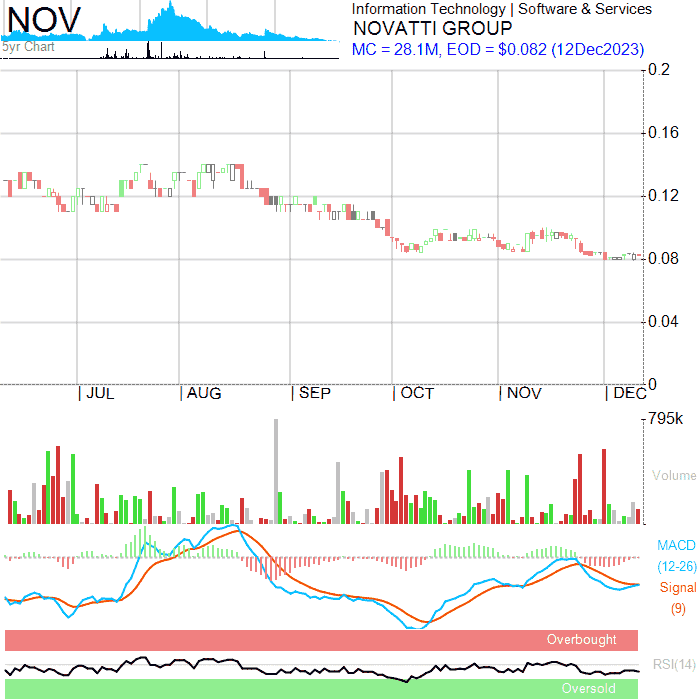 NOV
5yr Chart
Information Technology | Software & Services
NOVATTI GROUP
MC = 28.1M, EOD = $0.082 (12Dec2023)
0.2
0.16
0.12
0.08
0.04
0
| JUL | AUG | SEP | OCT | NOV | DEC
795k
Volume
MACD
(12-26)
Signal
(9)
Overbought
RSI(14)
Oversold